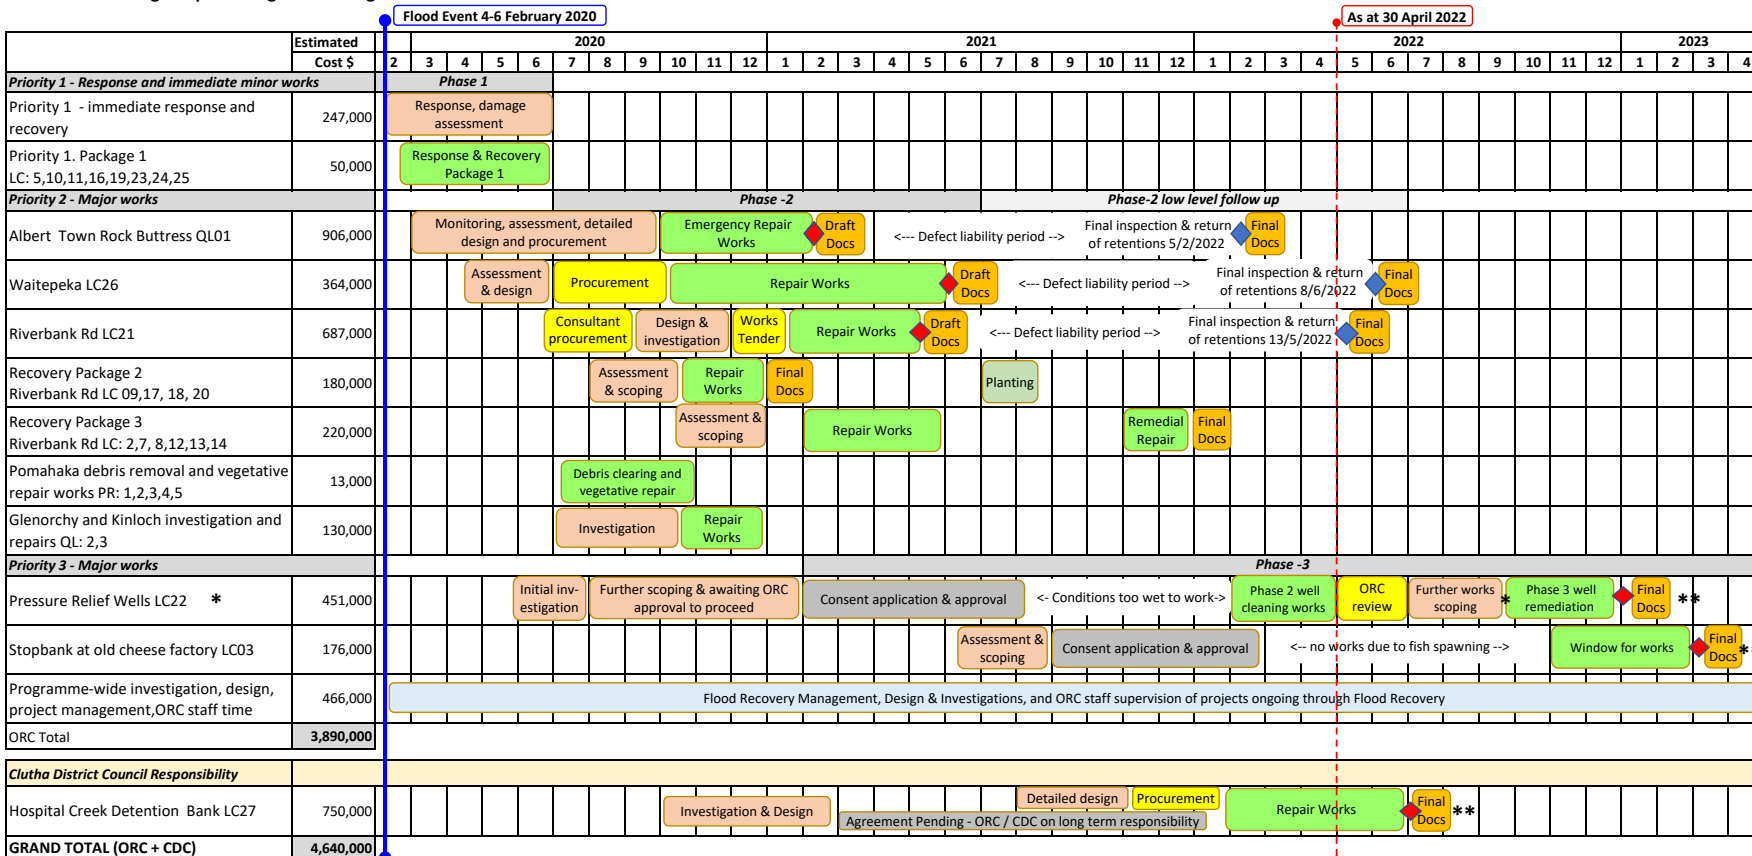 Flood Event 4-6 February 2020
As at 30 April 2022
Estimated 2020 2021 2022 2023
Cost $ 2 3 4 5 6 7 8 9 10 11 12 1 2 3 4 5 6 7 8 9 10 11 12 1 2 3 4 5 6 7 8 9 10 11 12 1 2 3 4
Priority 1 - Response and immediate minor works Phase 1
Priority 1 - immediate response and
recovery
247,000
Response, damage
assessment
Priority 1. Package 1
LC: 5,10,11,16,19,23,24,25
50,000
Response & Recovery
Package 1
Priority 2 - Major works Phase -2 Phase-2 low level follow up
Albert Town Rock Buttress QL01
906,000
Monitoring, assessment, detailed
design and procurement
Emergency Repair
Works
Draft
Docs
<--- Defect liability period -->
Final inspection & return
of retentions 5/2/2022
Final
Docs
Waitepeka LC26
364,000
Assessment
& design
Procurement
Repair Works
Draft
Docs
<--- Defect liability period -->
Final inspection & return
of retentions 8/6/2022
Final
Docs
Riverbank Rd LC21
687,000
Consultant
procurement
Design &
investigation
Works
Tender
Repair Works
Draft
Docs
<--- Defect liability period -->
Final inspection & return
of retentions 13/5/2022
Final
Docs
Recovery Package 2
Riverbank Rd LC 09,17, 18, 20
180,000
Assessment
& scoping
Repair
Works
Final
Docs
Planting
Recovery Package 3
Riverbank Rd LC: 2,7, 8,12,13,14
220,000
Assessment &
scoping
Repair Works
Remedial
Repair
Final
Docs
Pomahaka debris removal and vegetative
repair works PR: 1,2,3,4,5
13,000
Debris clearing and
vegetative repair
Glenorchy and Kinloch investigation and
repairs QL: 2,3
130,000
Investigation
Repair
Works
Priority 3 - Major works Phase -3
Pressure Relief Wells LC22 *
451,000
Initial inv-
estigation
Further scoping & awaiting ORC
approval to proceed
Consent application & approval
<- Conditions too wet to work->
Phase 2 well
cleaning works
ORC
review
Further works
scoping
*
Phase 3 well
remediation
Final
Docs
**
Stopbank at old cheese factory LC03
176,000
Assessment &
scoping
Consent application & approval
<-- no works due to fish spawning -->
Window for works
Final
Docs
Programme-wide investigation, design,
project management,ORC staff time
466,000
Flood Recovery Management, Design & Investigations, and ORC staff supervision of projects ongoing through Flood Recovery
ORC Total 3,890,000
Clutha District Council Responsibility
Hospital Creek Detention Bank LC27
750,000
Investigation & Design
Detailed design
Procurement
Agreement Pending - ORC / CDC on long term responsibility
Repair Works
Final
Docs
**
GRAND TOTAL (ORC + CDC) 4,640,000